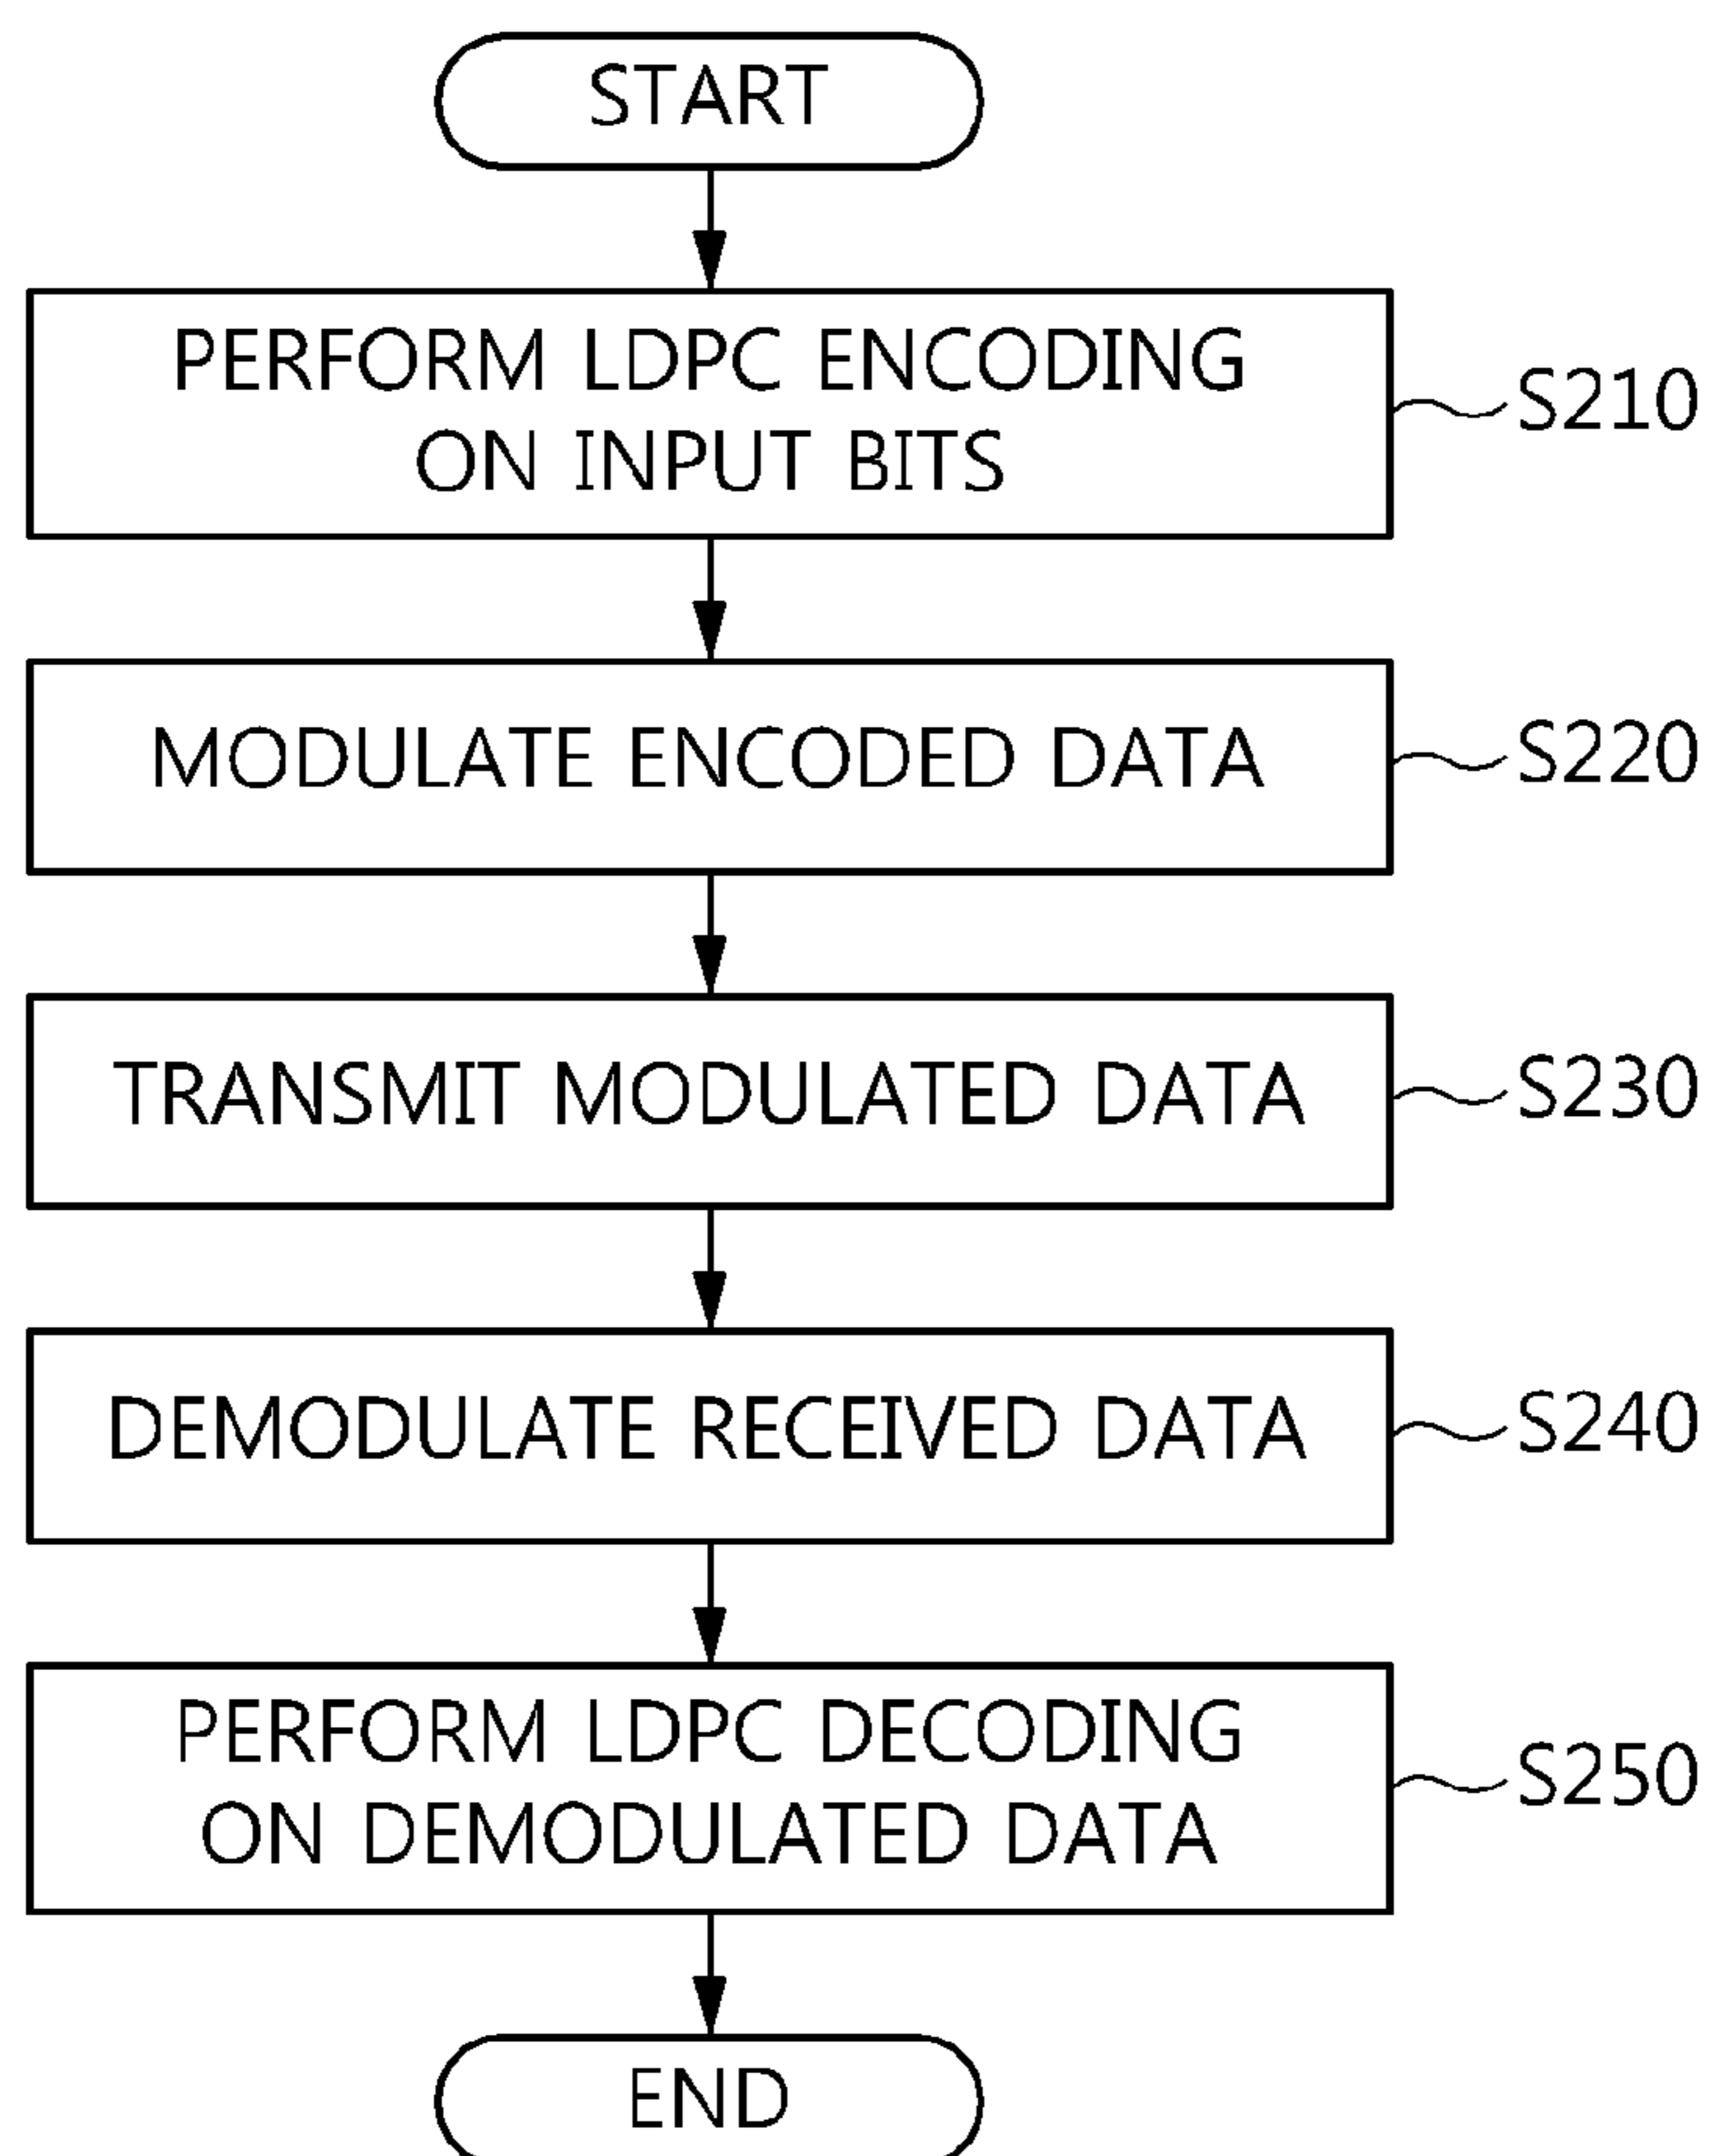 START
PERFORM LDPC ENCODING
ON INPUT BITS
S210
MODULATE ENCODED DATA
S220
TRANSMIT MODULATED DATA
S230
DEMODULATE RECEIVED DATA
S240
PERFORM LDPC DECODING
ON DEMODULATED DATA
S250
END